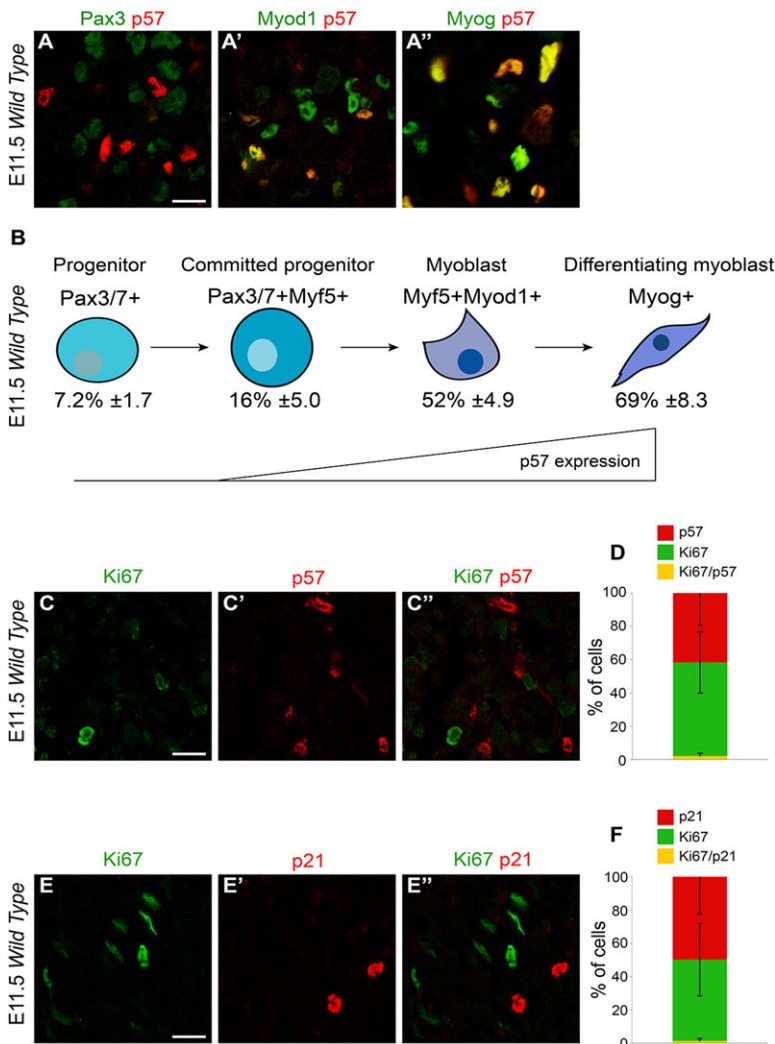 Pax3 p57
Myod1 p57
Myog p57
E11.5 Wild Type
A
A'
A''
B
E11.5 Wild Type
Progenitor
Committed progenitor
Myoblast
Differentiating myoblast
Pax3/7+
Pax3/7+Myf5+
Myf5+Myod1+
Myog+
7.2% ±1.7
16% ±5.0
52% ±4.9
69% ±8.3
p57 expression
Ki67
p57
Ki67 p57
E11.5 Wild Type
C
C'
C''
D
p57
Ki67
Ki67/p57
% of cells
100
80
60
40
20
0
Ki67
p21
Ki67 p21
E11.5 Wild Type
E
E'
E''
F
p21
Ki67
Ki67/p21
% of cells
100
80
60
40
20
0